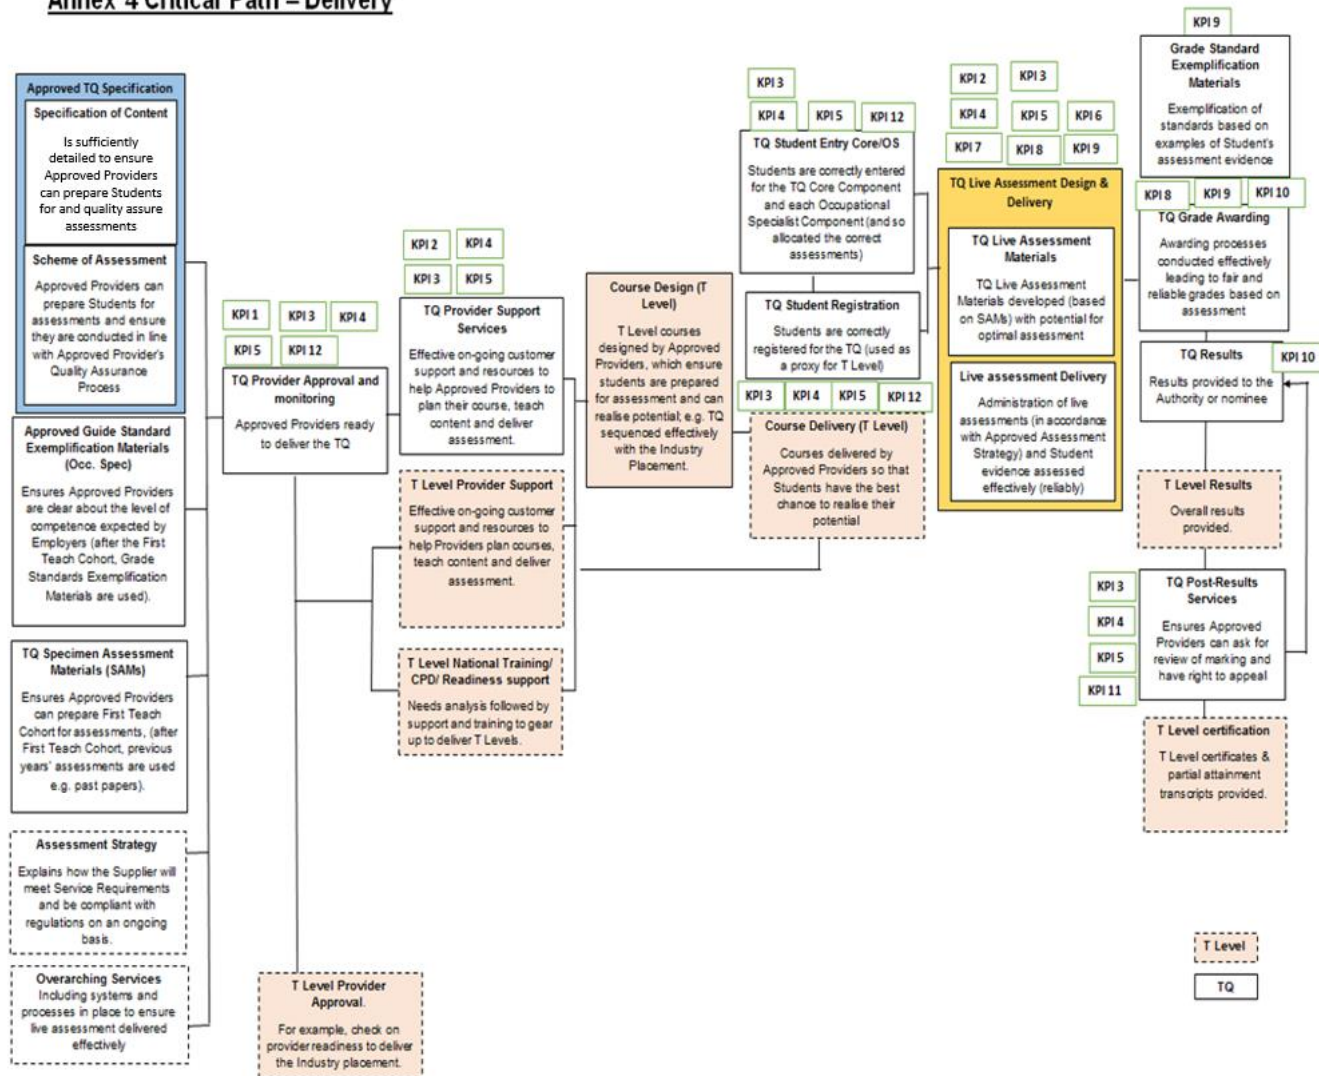 Annex 4 Critical Path – Delivery
Approved TQ Specification
Specification of Content
Is sufficiently
detailed to ensure
Approved Providers
can prepare Students
for and quality assure
assessments
Scheme of Assessment
Approved Providers can
prepare Students for
assessments and ensure
they are conducted in line
with Approved Provider's
Quality Assurance
Process
Approved Guide Standard
Exemplification Materials
(Occ. Spec)
Ensures Approved Providers
are clear about the level of
competence expected by
Employers (after the First
Teach Cohort, Grade
Standards Exemplification
Materials are used).
TQ Specimen Assessment
Materials (SAMs)
Ensures Approved Providers
can prepare First Teach
Cohort for assessments, (after
First Teach Cohort, previous
years' assessments are used
e.g. past papers).
Assessment Strategy
Explains how the Supplier will
meet Service Requirements
and be compliant with
regulations on an ongoing
basis.
Overarching Services
Including systems and
processes in place to ensure
live assessment delivered
effectively
KPI 1
KPI 3
KPI 4
KPI 5
KPI 12
TQ Provider Approval and
monitoring
Approved Providers ready
to deliver the TQ
T Level Provider
Approval.
For example, check on
provider readiness to deliver
the Industry placement.
KPI 2
KPI 4
KPI 3
KPI 5
TQ Provider Support
Services
Effective on-going customer
support and resources to
help Approved Providers to
plan their course, teach
content and deliver
assessment.
T Level Provider Support
Effective on-going customer
support and resources to
help Providers plan courses,
teach content and deliver
assessment.
T Level National Training/
CPD/ Readiness support
Needs analysis followed by
support and training to gear
up to deliver T Levels.
Course Design (T
Level)
T Level courses
designed by Approved
Providers, which ensure
students are prepared
for assessment and can
realise potential; e.g. TQ
sequenced effectively
with the Industry
Placement.
KPI 3
KPI 4
KPI 5
KPI 12
TQ Student Entry Core/OS
Students are correctly entered
for the TQ Core Component
and each Occupational
Specialist Component (and so
allocated the correct
assessments)
TQ Student Registration
Students are correctly
registered for the TQ (used as
a proxy for T Level)
KPI 3
KPI 4
KPI 5
KPI 12
Course Delivery (T Level)
Courses delivered by
Approved Providers so that
Students have the best
chance to realise their
potential
KPI 2
KPI 3
KPI 4
KPI 5
KPI 6
KPI 7
KPI 8
KPI 9
TQ Live Assessment Design &
Delivery
TQ Live Assessment
Materials
TQ Live Assessment
Materials developed (based
on SAMs) with potential for
optimal assessment
Live assessment Delivery
Administration of live
assessments (in accordance
with Approved Assessment
Strategy) and Student
evidence assessed
effectively (reliably)
KPI 9
Grade Standard
Exemplification
Materials
Exemplification of
standards based on
examples of Student's
assessment evidence
KPI 8
KPI 9
KPI 10
TQ Grade Awarding
Awarding processes
conducted effectively
leading to fair and
reliable grades based on
assessment
TQ Results
KPI 10
Results provided to the
Authority or nominee
T Level Results
Overall results
provided.
KPI 3
KPI 4
KPI 5
KPI 11
TQ Post-Results
Services
Ensures Approved
Providers can ask for
review of marking and
have right to appeal
T Level certification
T Level certificates &
partial attainment
transcripts provided.
T Level
TQ